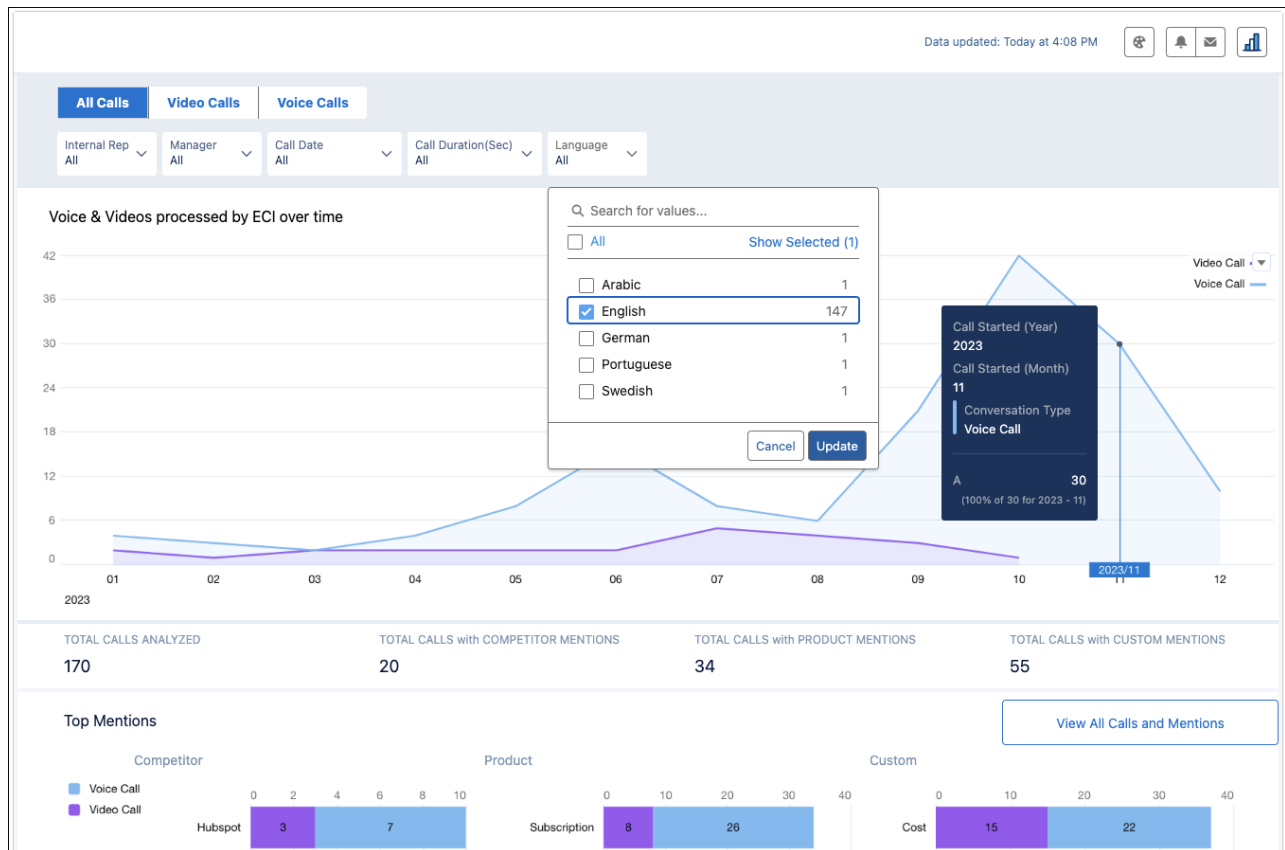 Data updated: Today at 4:08 PM
All Calls Video Calls Voice Calls
Internal Rep Manager Call Date Call Duration(Sec) Language
All All All All All
Voice & Videos processed by ECI over time
Search for values...
All Show Selected (1)
Arabic 1
English 147
German 1
Portuguese 1
Swedish 1
Cancel Update
42
36
30
24
18
12
6
0
Video Call
Voice Call
Call Started (Year)
2023
Call Started (Month)
11
Conversation Type
Voice Call
A 30
(100% of 30 for 2023 - 11)
2023/11
01 02 03 04 05 06 07 08 09 10 11 12
2023
TOTAL CALLS ANALYZED TOTAL CALLS with COMPETITOR MENTIONS TOTAL CALLS with PRODUCT MENTIONS TOTAL CALLS with CUSTOM MENTIONS
170 20 34 55
Top Mentions View All Calls and Mentions
Competitor Product Custom
Voice Call
Video Call
0 2 4 6 8 10 0 10 20 30 40 0 10 20 30 40
Hubspot 3 7 Subscription 8 26 Cost 15 22